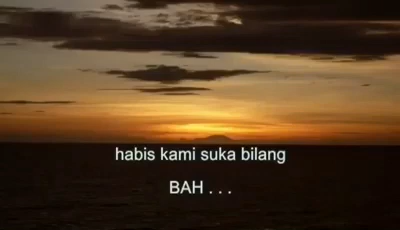 habis kami suka bilang
BAH . . .